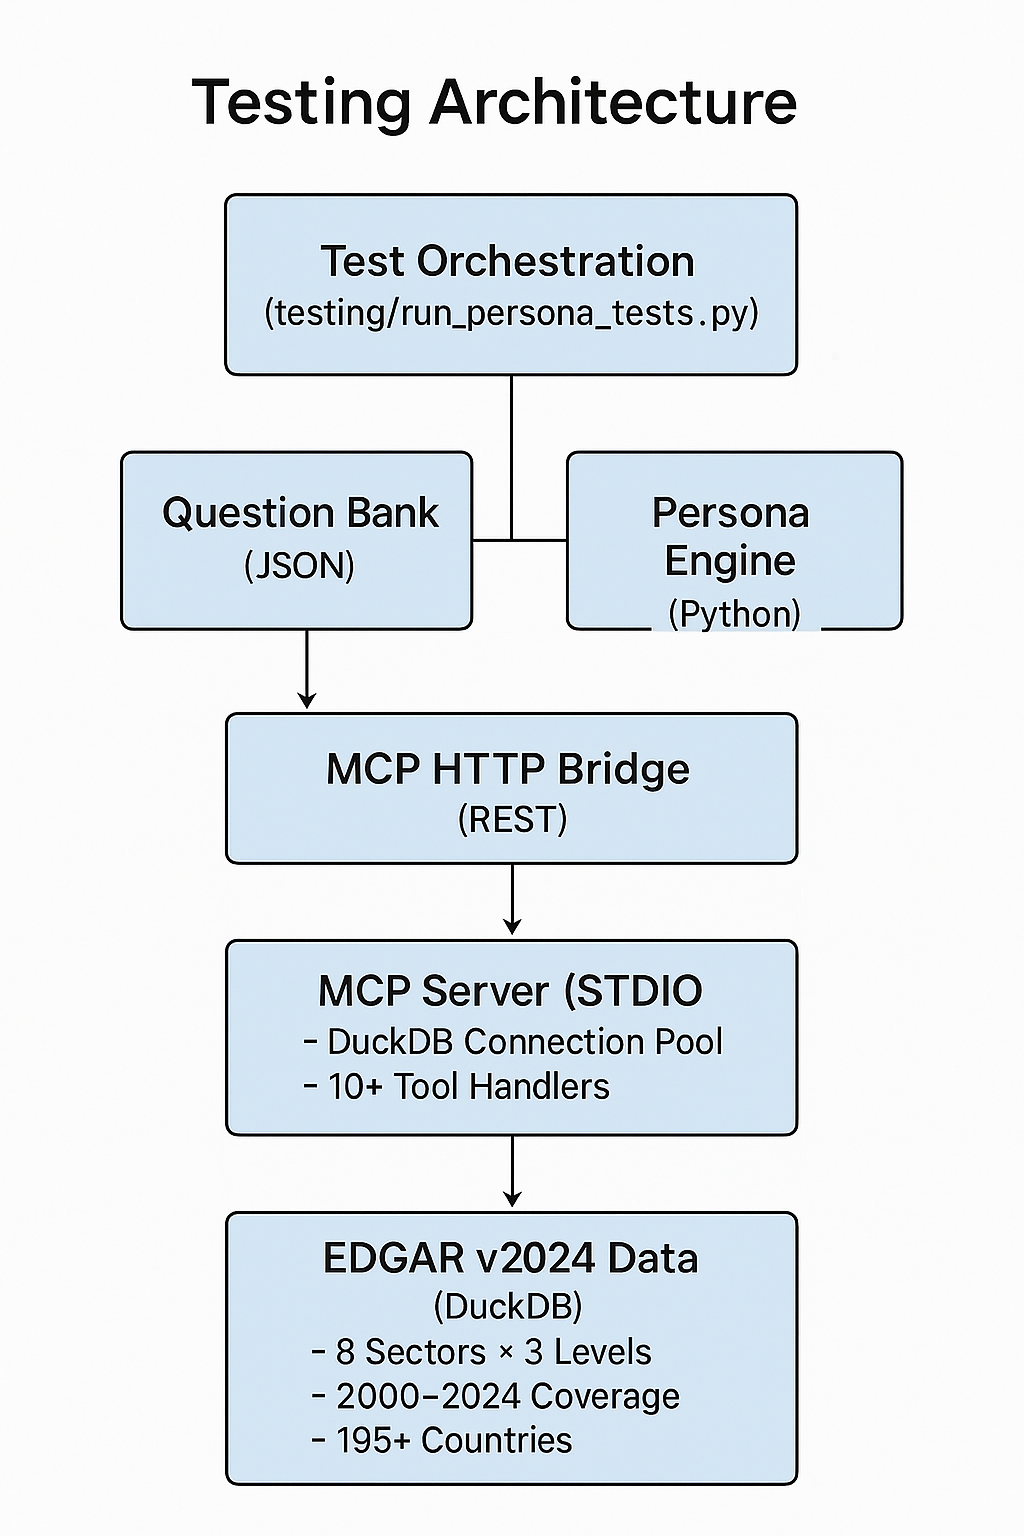 Testing Architecture
Test Orchestration
(testing/run_persona_tests.py)
Question Bank
(JSON)
Persona
Engine
(Python)
MCP HTTP Bridge
(REST)
MCP Server (STDIO
- DuckDB Connection Pool
- 10+ Tool Handlers
EDGAR v2024 Data
(DuckDB)
- 8 Sectors × 3 Levels
- 2000–2024 Coverage
- 195+ Countries